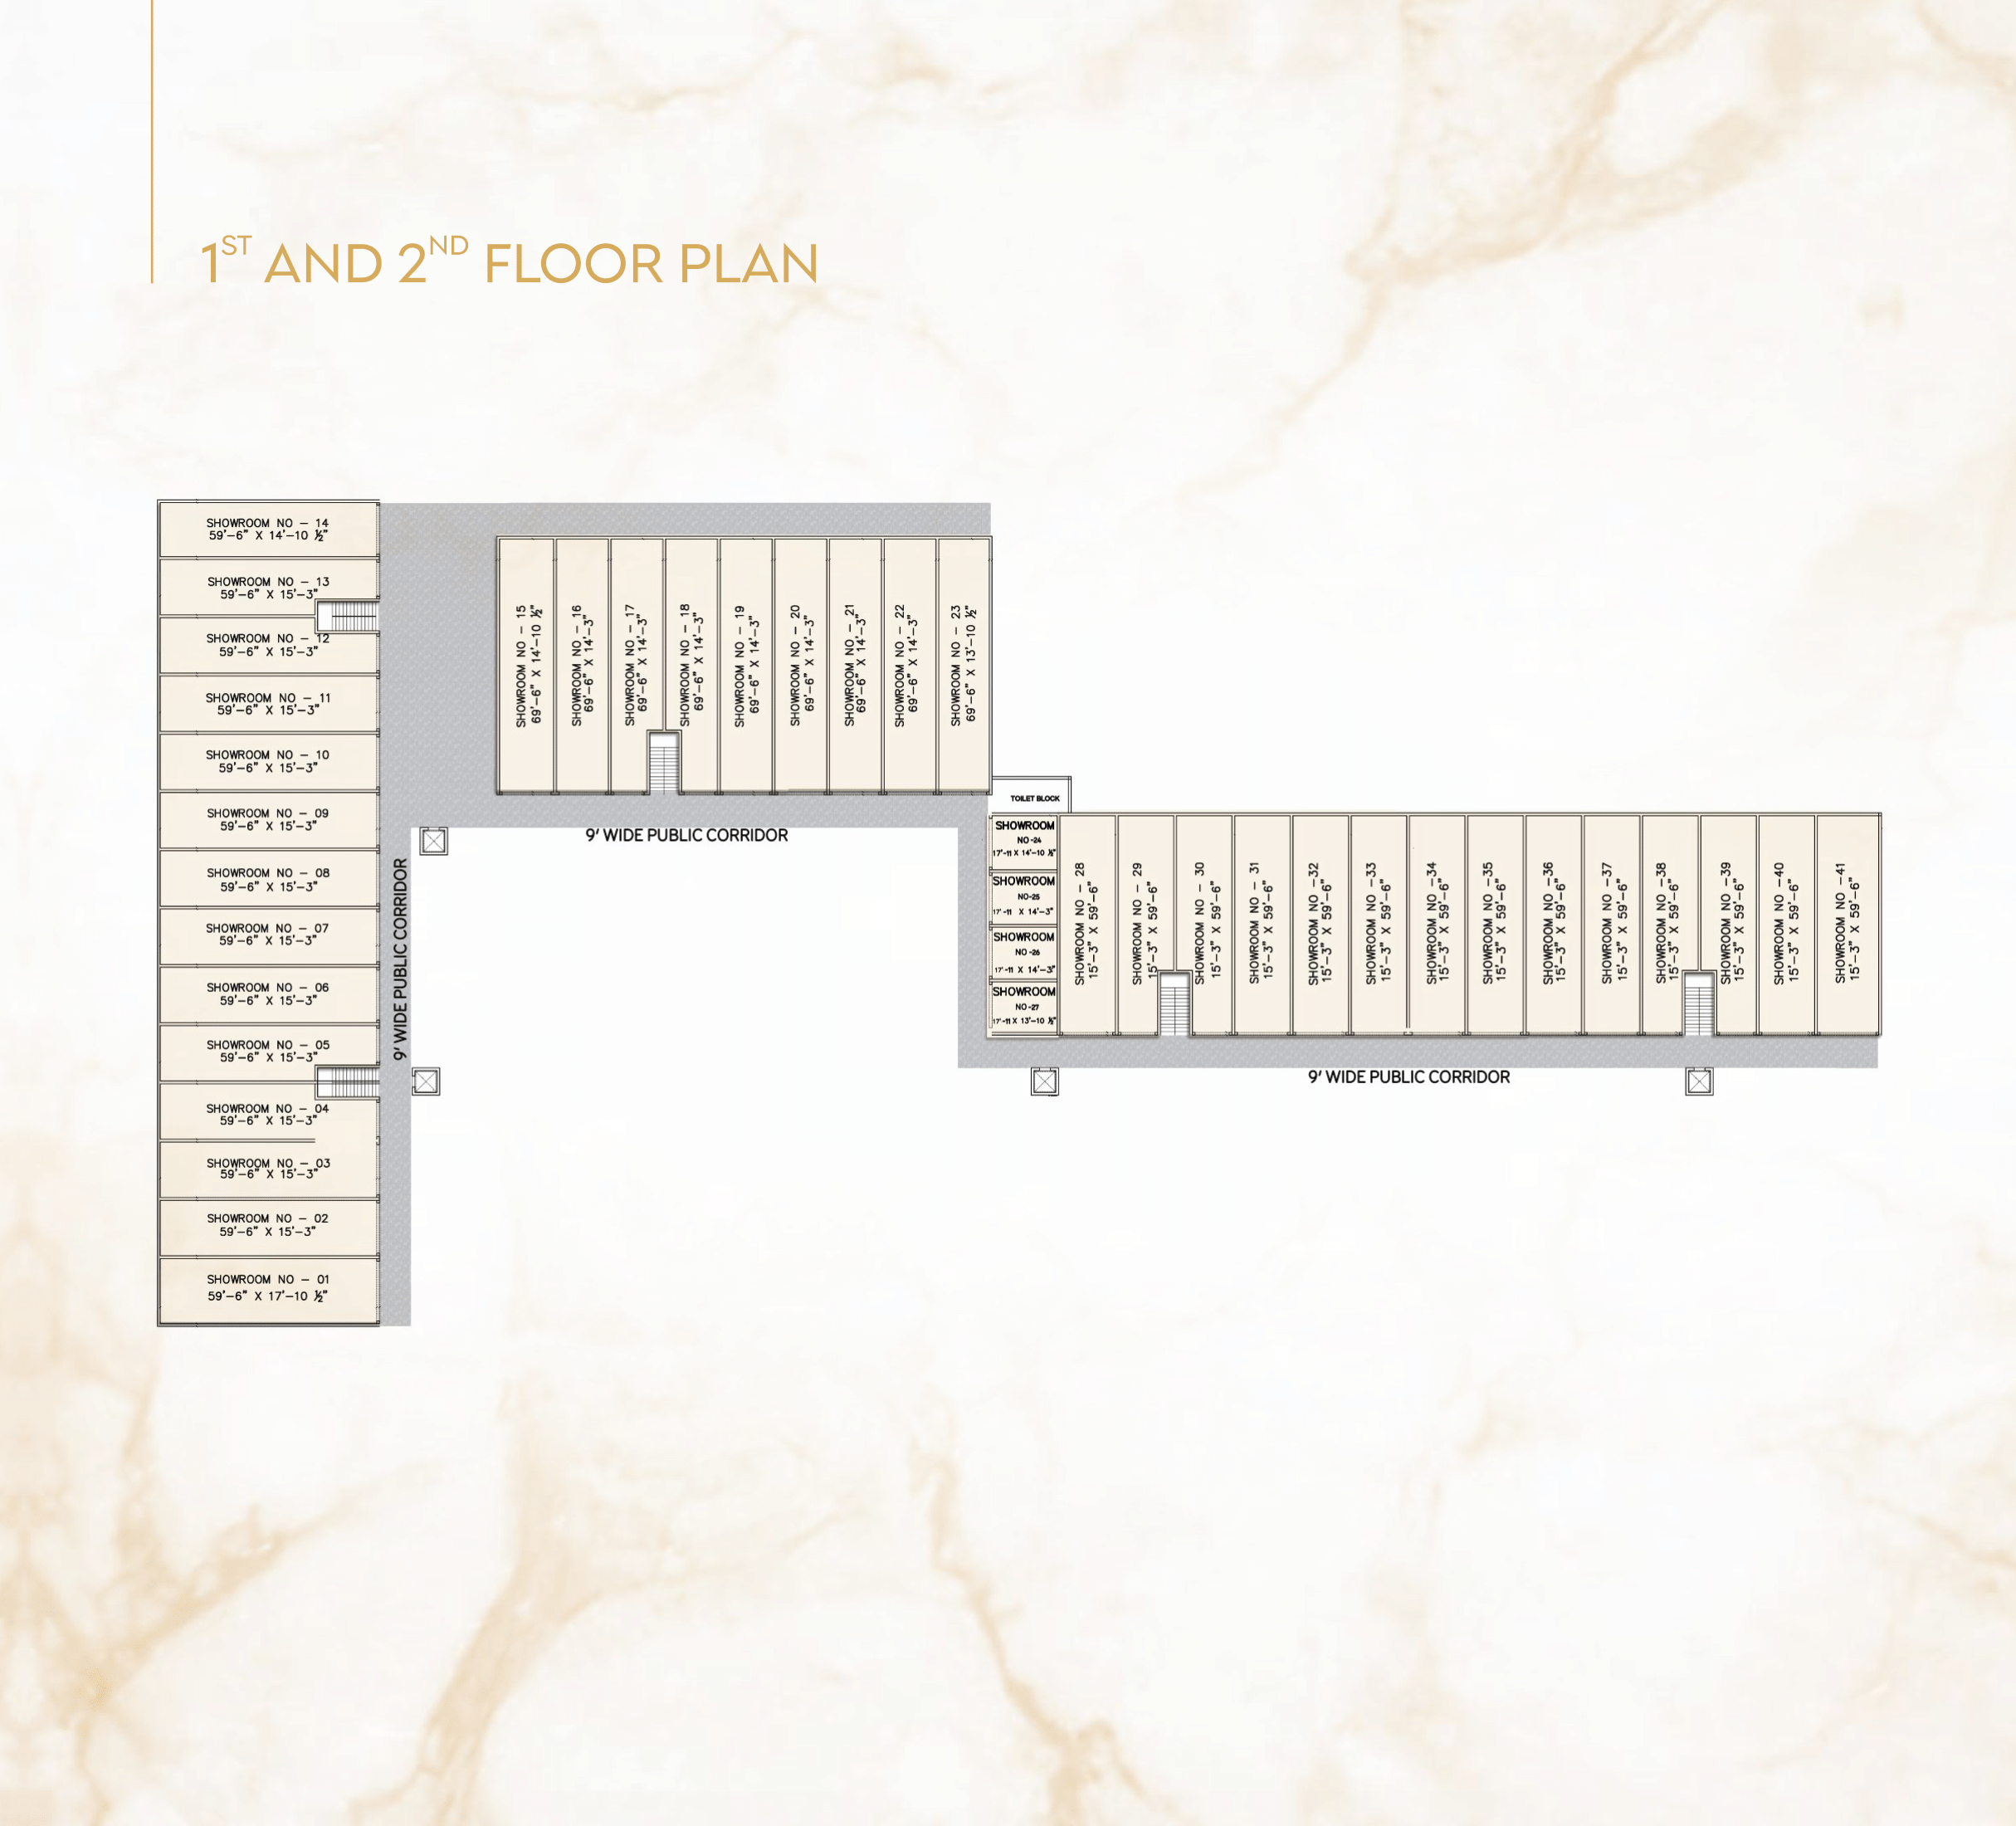 1ST AND 2ND FLOOR PLAN
SHOWROOM NO – 14
59'–6" X 14'–10 ½"
SHOWROOM NO – 13
59'–6" X 15'–3"
SHOWROOM NO – 12
59'–6" X 15'–3"
SHOWROOM NO – 11
59'–6" X 15'–3"
SHOWROOM NO – 10
59'–6" X 15'–3"
SHOWROOM NO – 09
59'–6" X 15'–3"
SHOWROOM NO – 08
59'–6" X 15'–3"
SHOWROOM NO – 07
59'–6" X 15'–3"
SHOWROOM NO – 06
59'–6" X 15'–3"
SHOWROOM NO – 05
59'–6" X 15'–3"
SHOWROOM NO – 04
59'–6" X 15'–3"
SHOWROOM NO – 03
59'–6" X 15'–3"
SHOWROOM NO – 02
59'–6" X 15'–3"
SHOWROOM NO – 01
59'–6" X 17'–10 ½"
9' WIDE PUBLIC CORRIDOR
SHOWROOM NO – 15
69'–6" X 14'–10 ½"
SHOWROOM NO – 16
69'–6" X 14'–3"
SHOWROOM NO – 17
69'–6" X 14'–3"
SHOWROOM NO – 18
69'–6" X 14'–3"
SHOWROOM NO – 19
69'–6" X 14'–3"
SHOWROOM NO – 20
69'–6" X 14'–3"
SHOWROOM NO – 21
69'–6" X 14'–3"
SHOWROOM NO – 22
69'–6" X 14'–3"
SHOWROOM NO – 23
69'–6" X 13'–10 ½"
9' WIDE PUBLIC CORRIDOR
TOILET BLOCK
SHOWROOM
NO -24
17'-11 X 14'–10 ½"
SHOWROOM
NO-25
17'-11 X 14'–3"
SHOWROOM
NO -26
17'-11 X 14'–3"
SHOWROOM
NO -27
17'-11 X 13'–10 ½"
SHOWROOM NO – 28
15'–3" X 59'–6"
SHOWROOM NO – 29
15'–3" X 59'–6"
SHOWROOM NO – 30
15'–3" X 59'–6"
SHOWROOM NO – 31
15'–3" X 59'–6"
SHOWROOM NO –32
15'–3" X 59'–6"
SHOWROOM NO –33
15'–3" X 59'–6"
SHOWROOM NO –34
15'–3" X 59'–6"
SHOWROOM NO –35
15'–3" X 59'–6"
SHOWROOM NO –36
15'–3" X 59'–6"
SHOWROOM NO –37
15'–3" X 59'–6"
SHOWROOM NO –38
15'–3" X 59'–6"
SHOWROOM NO –39
15'–3" X 59'–6"
SHOWROOM NO –40
15'–3" X 59'–6"
SHOWROOM NO –41
15'–3" X 59'–6"
9' WIDE PUBLIC CORRIDOR